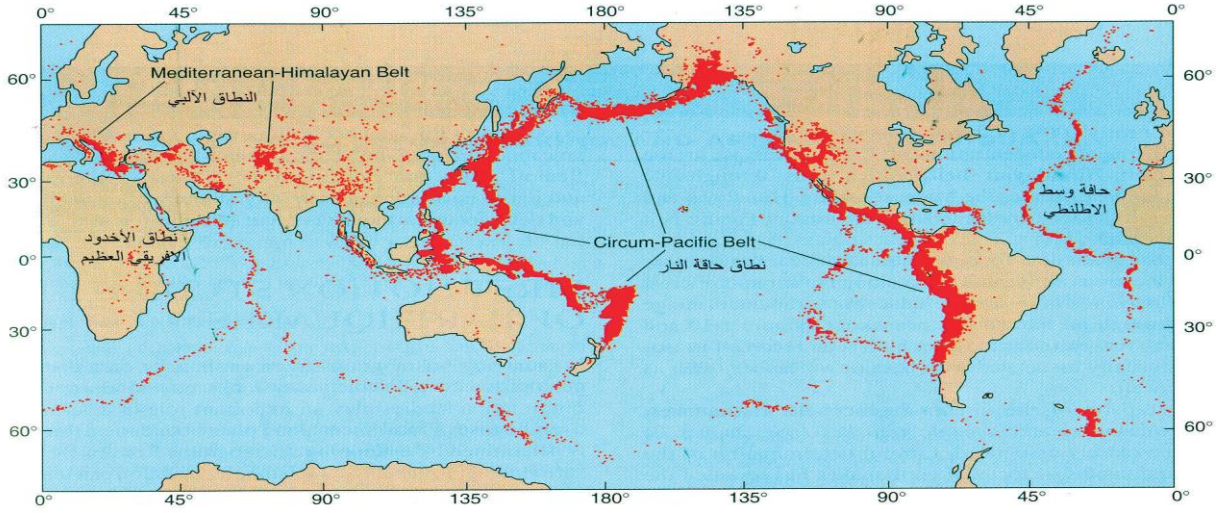 0° 45° 90° 135° 180° 135° 90° 45° 0°
60° 60°
Mediterranean-Himalayan Belt
النطاق الآلبي
30° 30°
حافة وسط
الاطلنطي
نطاق الأخدود
الافريقي العظيم
Circum-Pacific Belt
نطاق حاقة النار
0° 0°
30° 30°
60° 60°
0° 45° 90° 135° 180° 135° 90° 45° 0°